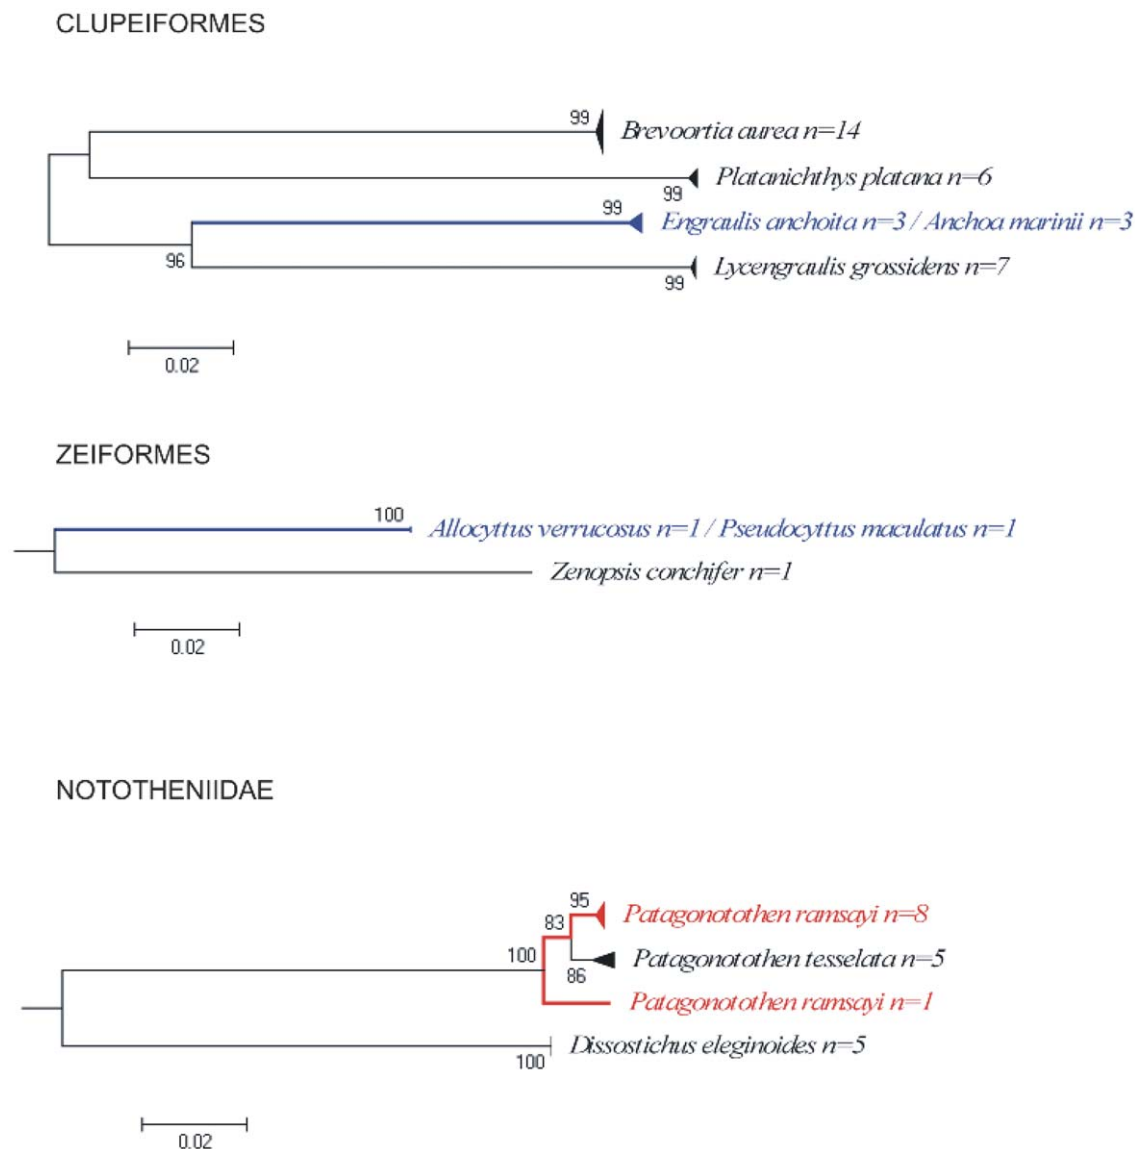 CLUPEIFORMES
99
Brevoortia aurea n=14
Platanichthys platana n=6
99
99
Engraulis anchoita n=3 / Anchoa marinii n=3
96
Lycengraulis grossidens n=7
99
0.02
ZEIFORMES
100
Allocyttus verrucosus n=1 / Pseudocyttus maculatus n=1
Zenopsis conchifer n=1
0.02
NOTOTHENIIDAE
95
Patagonotothen ramsayi n=8
83
100
Patagonotothen tesselata n=5
86
Patagonotothen ramsayi n=1
Dissostichus eleginoides n=5
100
0.02